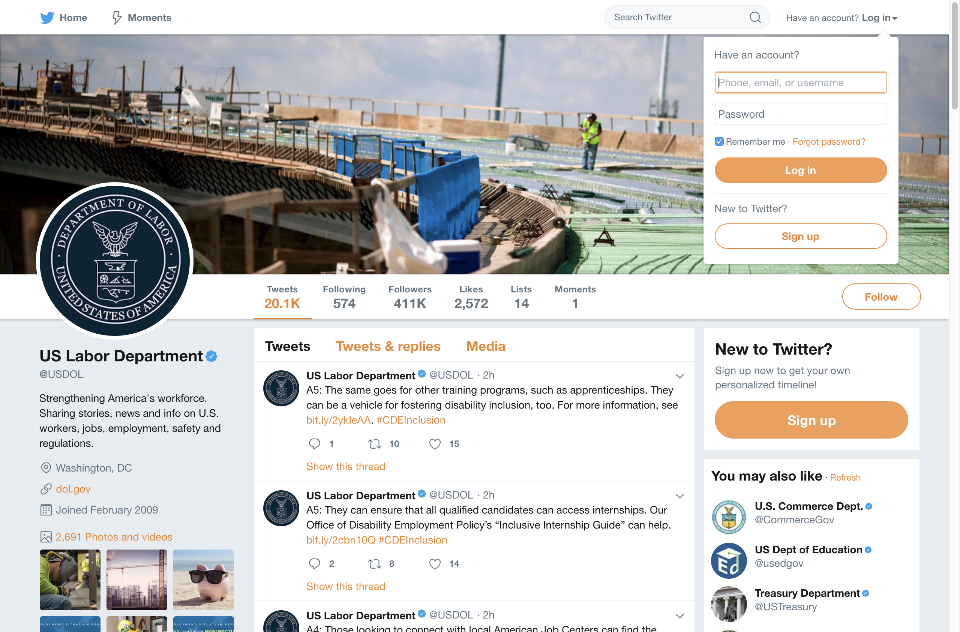 Home
Moments
Search Twitter
Have an account? Log in
Have an account?
Phone, email, or username
Password
Remember me · Forgot password?
Log in
New to Twitter?
Sign up
DEPARTMENT OF LABOR
UNITED STATES OF AMERICA
Tweets
20.1K
Following
574
Followers
411K
Likes
2,572
Lists
14
Moments
1
Follow
US Labor Department
@USDOL
Strengthening America's workforce.
Sharing stories, news and info on U.S.
workers, jobs, employment, safety and
regulations.
Washington, DC
dol.gov
Joined February 2009
2,691 Photos and videos
Tweets
Tweets & replies
Media
US Labor Department @USDOL · 2h
A5: The same goes for other training programs, such as apprenticeships. They
can be a vehicle for fostering disability inclusion, too. For more information, see
bit.ly/2ykIeAA. #CDEInclusion
1
10
15
Show this thread
US Labor Department @USDOL · 2h
A5: They can ensure that all qualified candidates can access internships. Our
Office of Disability Employment Policy's “Inclusive Internship Guide” can help.
bit.ly/2cbn10Q #CDEInclusion
2
8
14
Show this thread
US Labor Department @USDOL · 2h
A4: Those looking to connect with local American Job Centers can find the
New to Twitter?
Sign up now to get your own
personalized timeline!
Sign up
You may also like · Refresh
U.S. Commerce Dept.
@CommerceGov
US Dept of Education
@usedgov
Ed
Treasury Department
@USTreasury